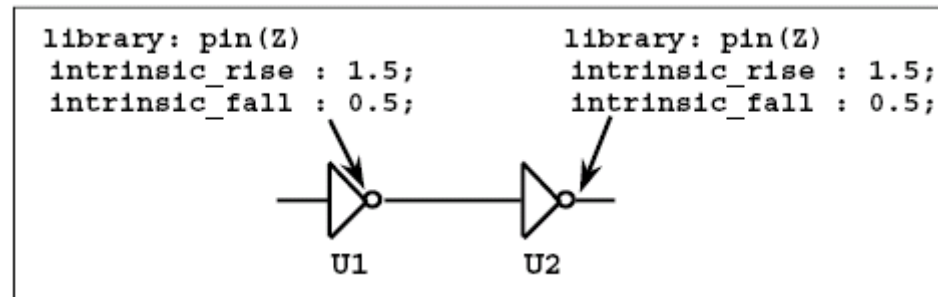 library: pin(Z)
intrinsic_rise : 1.5;
intrinsic_fall : 0.5;
library: pin(Z)
intrinsic_rise : 1.5;
intrinsic_fall : 0.5;
U1
U2